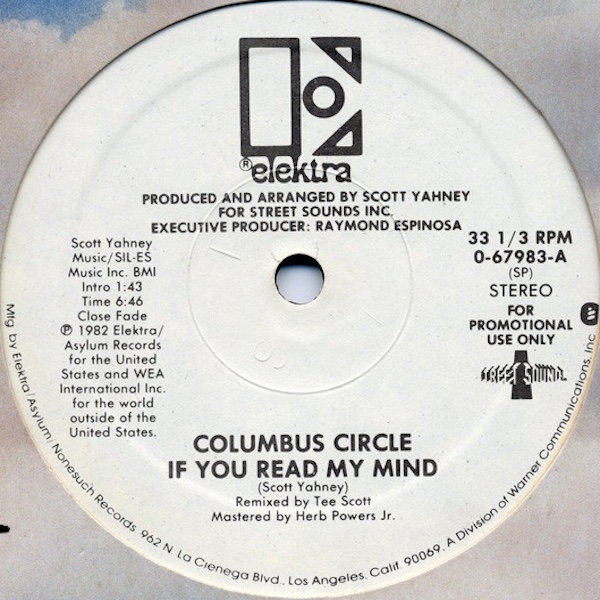 ® elektra
PRODUCED AND ARRANGED BY SCOTT YAHNEY
FOR STREET SOUNDS INC.
EXECUTIVE PRODUCER: RAYMOND ESPINOSA
Scott Yahney
Music/SIL-ES
Music Inc. BMI
Intro 1:43
Time 6:46
Close Fade
℗ 1982 Elektra/
Asylum Records
for the United
States and WEA
International Inc.
for the world
outside of the
United States.
33 1/3 RPM
0-67983-A
(SP)
STEREO
FOR
PROMOTIONAL
USE ONLY
STREET SOUNDS
COLUMBUS CIRCLE
IF YOU READ MY MIND
(Scott Yahney)
Remixed by Tee Scott
Mastered by Herb Powers Jr.
Mfg. by Elektra/Asylum/Nonesuch Records 962 N. La Cienega Blvd., Los Angeles, Calif. 90069. A Division of Warner Communications, Inc.